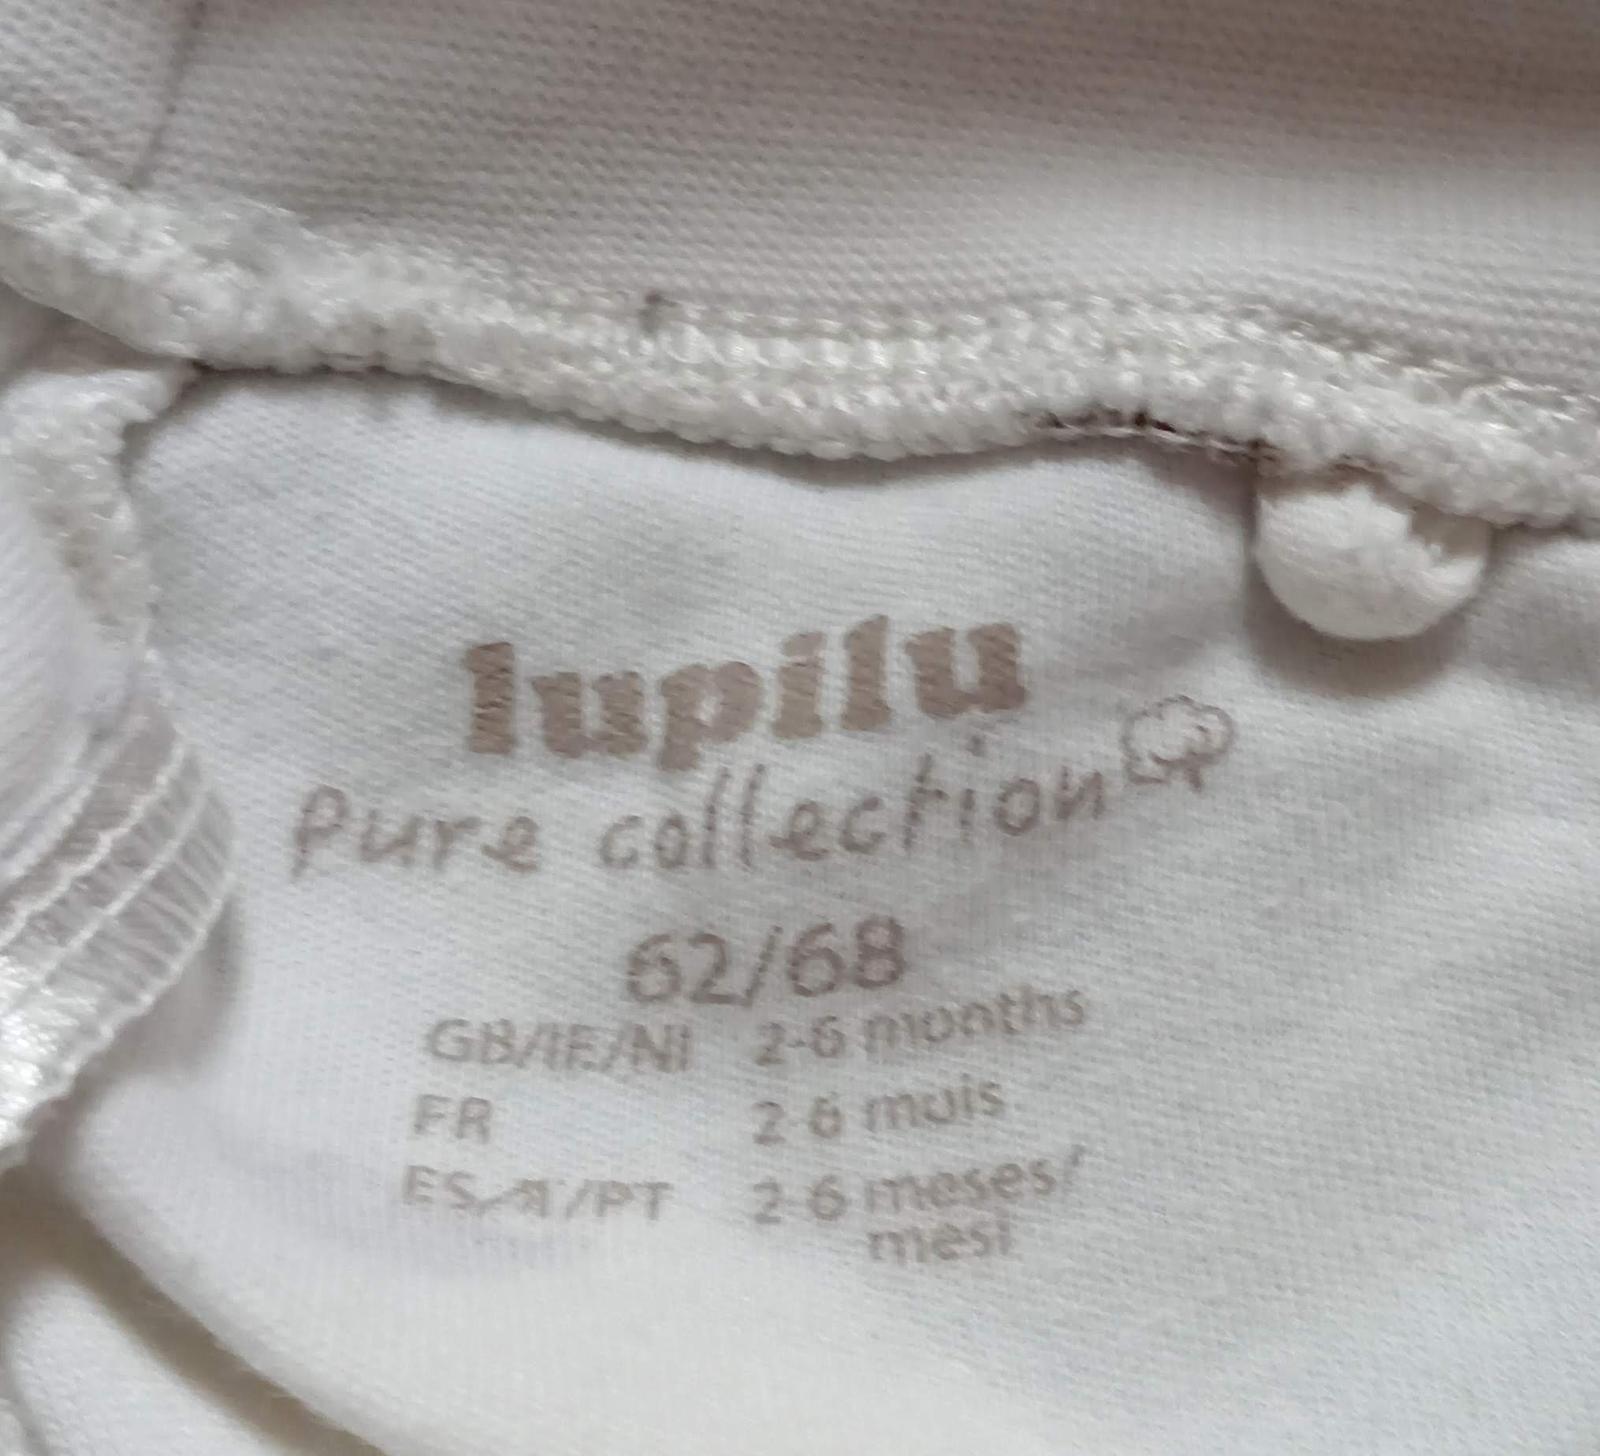 lupilu
Pure collection
62/68
GB/IE/NI 2-6 months
FR 2-6 mois
ES/IT/PT 2-6 meses/
mesi